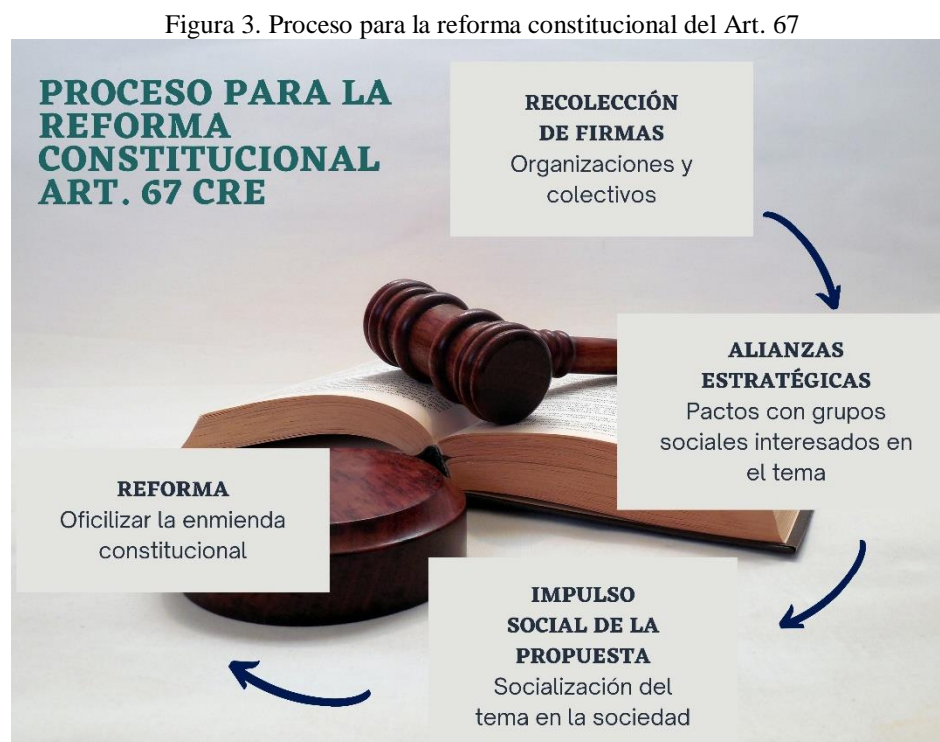 Figura 3. Proceso para la reforma constitucional del Art. 67
PROCESO PARA LA
REFORMA
CONSTITUCIONAL
ART. 67 CRE
RECOLECCIÓN
DE FIRMAS
Organizaciones y
colectivos
ALIANZAS
ESTRATÉGICAS
Pactos con grupos
sociales interesados en
el tema
IMPULSO
SOCIAL DE LA
PROPUESTA
Socialización del
tema en la sociedad
REFORMA
Oficilizar la enmienda
constitucional